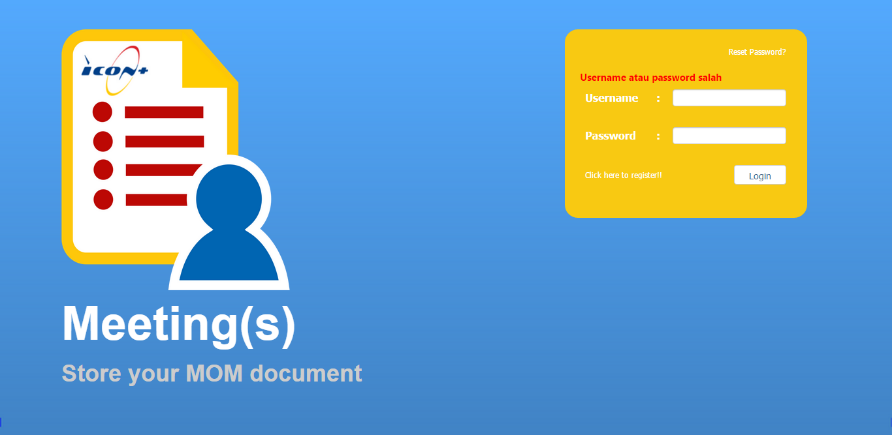 ICON+
Meeting(s)
Store your MOM document
Reset Password?
Username atau password salah
Username :
Password :
Click here to register!!
Login